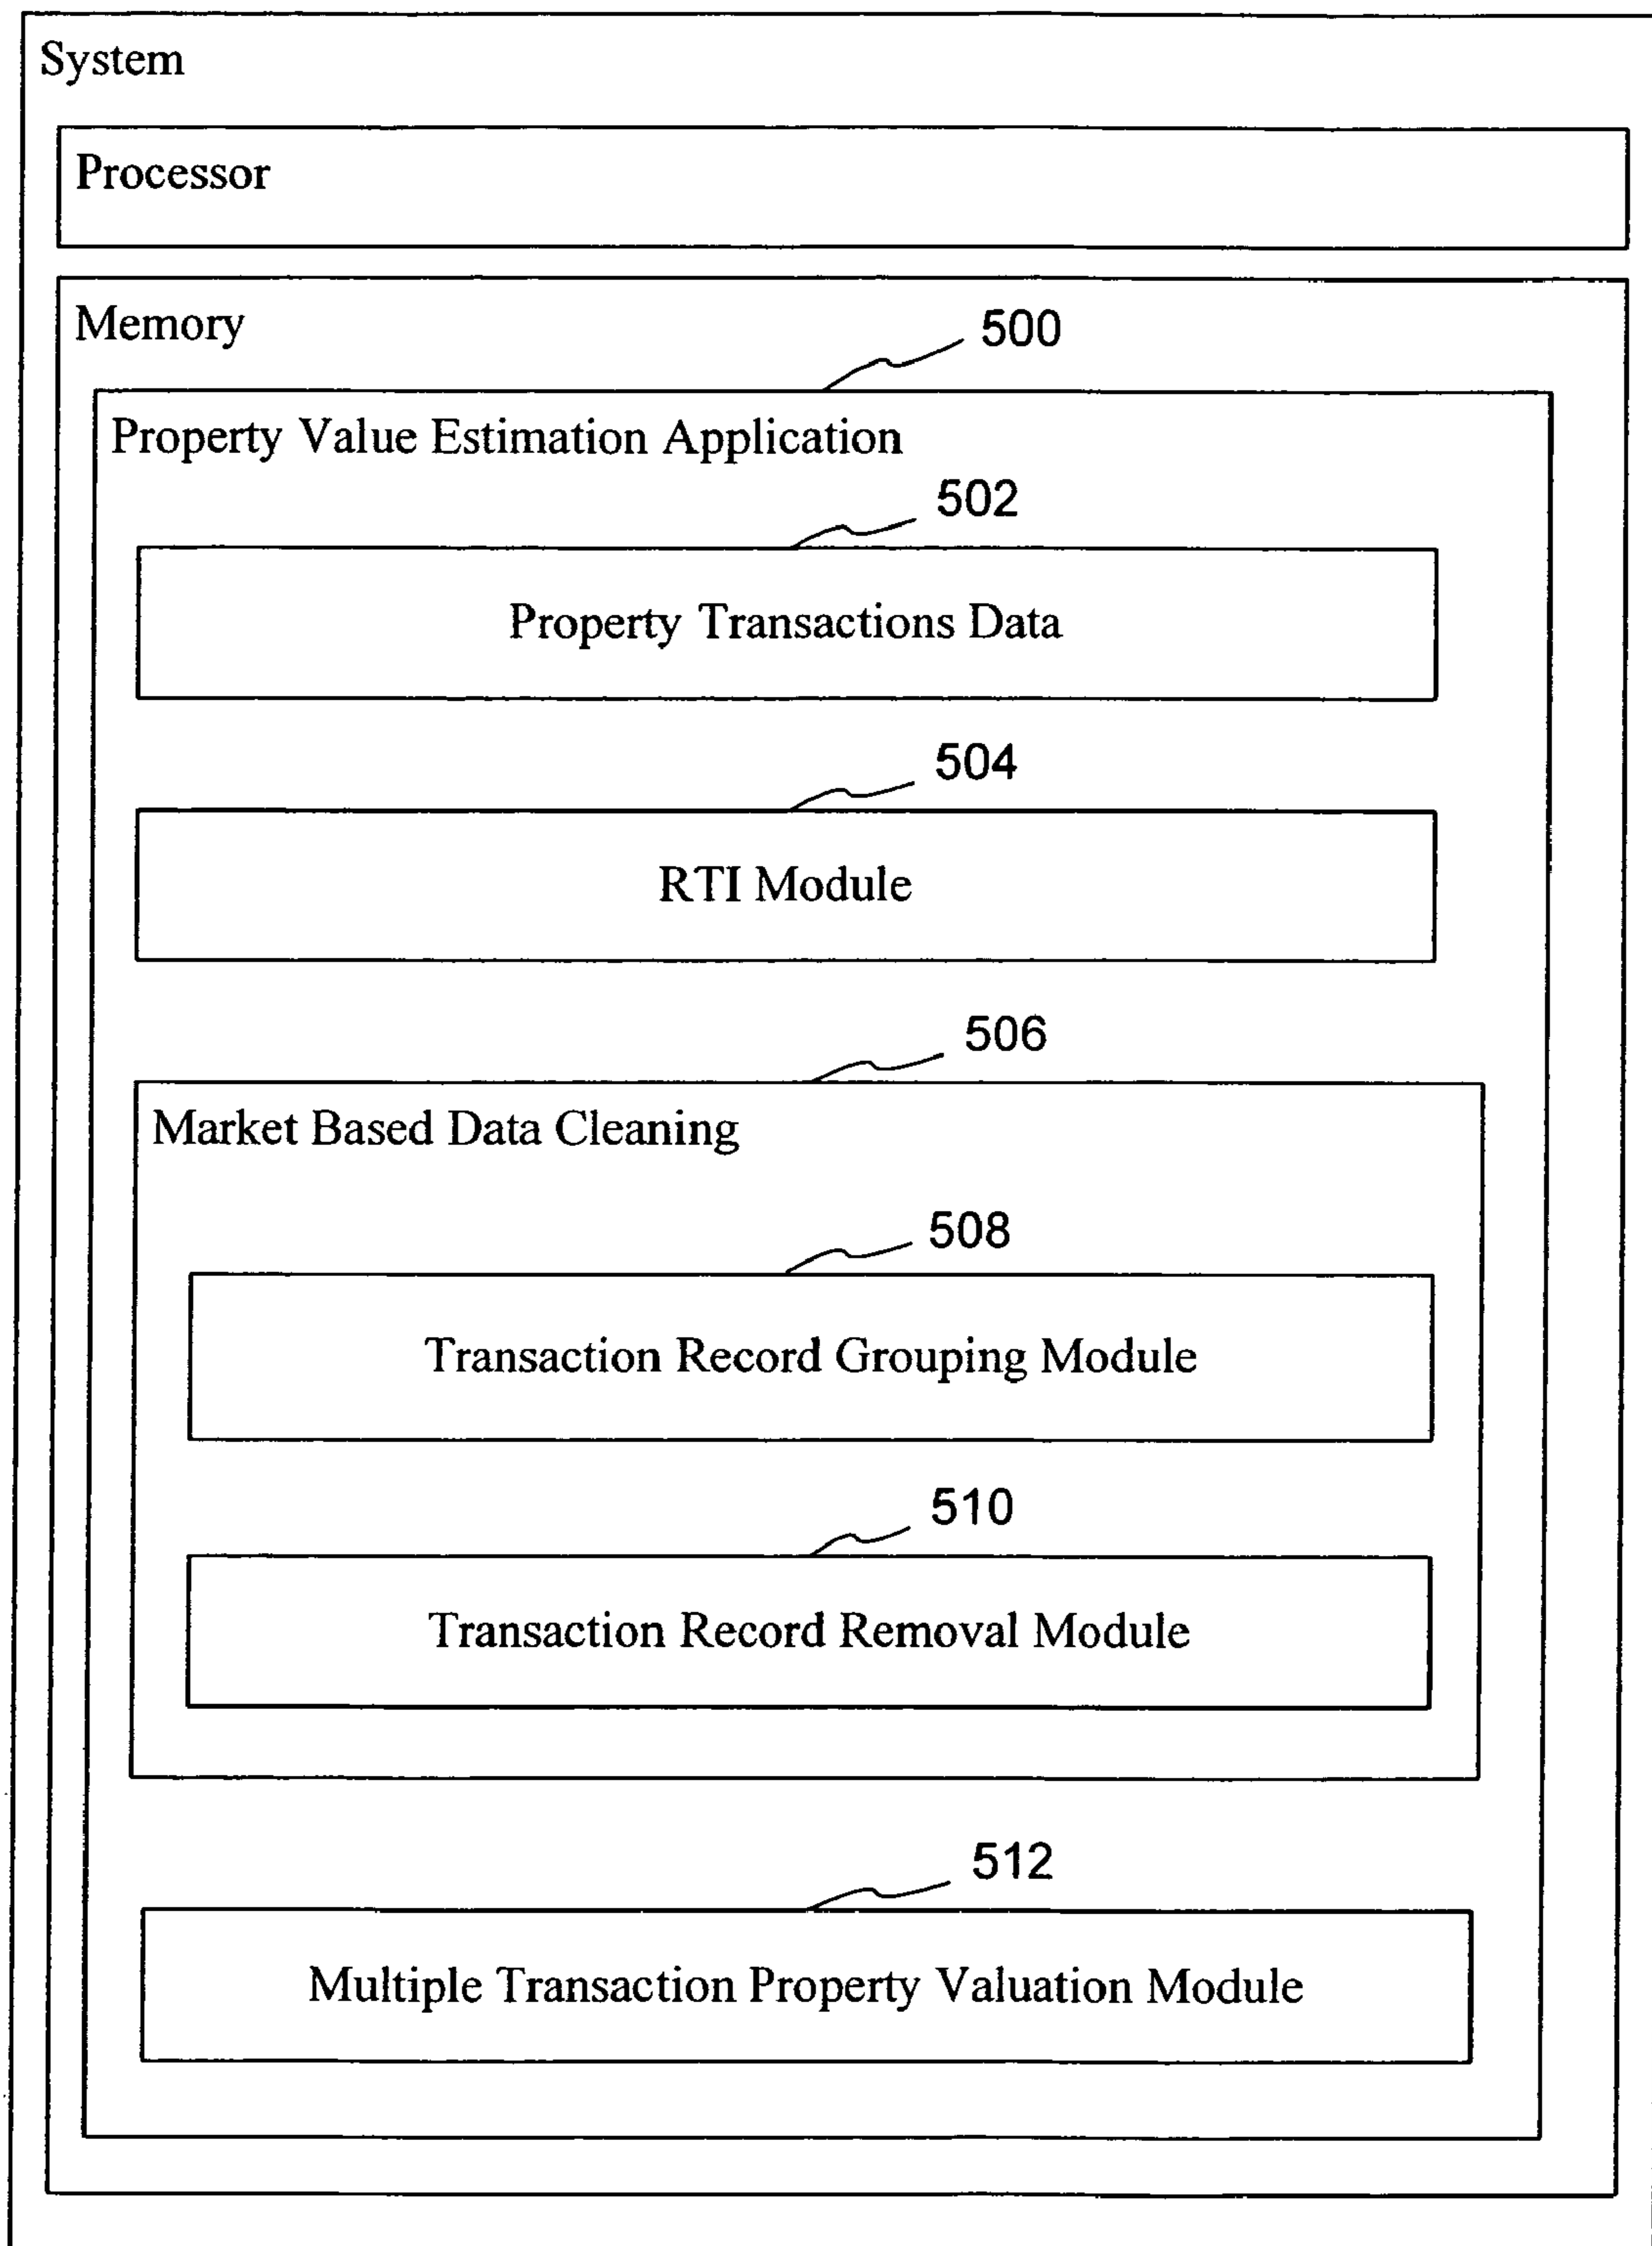 System
Processor
Memory
500
Property Value Estimation Application
502
Property Transactions Data
504
RTI Module
506
Market Based Data Cleaning
508
Transaction Record Grouping Module
510
Transaction Record Removal Module
512
Multiple Transaction Property Valuation Module